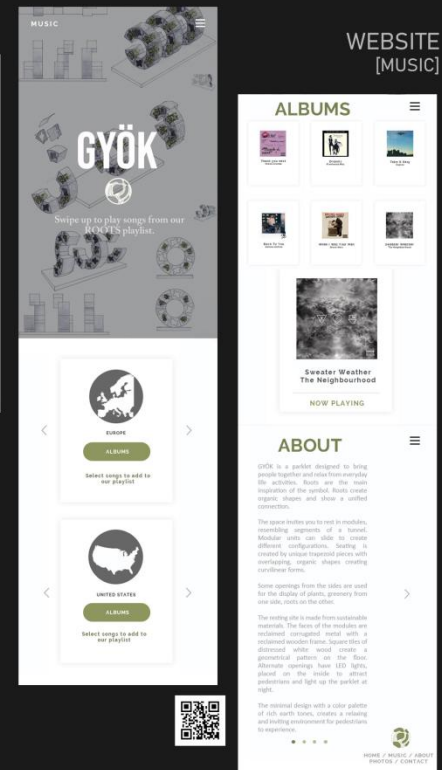 MUSIC
GYÖK
Swipe up to play songs from our
ROOTS playlist.
EUROPE
ALBUMS
Select songs to add to
our playlist
UNITED STATES
ALBUMS
Select songs to add to
our playlist
WEBSITE
[MUSIC]
ALBUMS
Sweater Weather
The Neighbourhood
NOW PLAYING
ABOUT
GYÖK is a parklet designed to bring
people together and relax from everyday
life activities. Roots are the main
inspiration of the symbol. Roots create
organic shapes and show a unified
connection.
The space invites you to rest in modules,
resembling segments of a tunnel.
Modular units can slide to create
different configurations. Seating is
created by unique trapezoid pieces with
overlapping, organic shapes creating
curvilinear forms.
Some openings from the sides are used
for the display of plants, greenery from
one side, roots on the other.
The resting site is made from sustainable
materials. The faces of the modules are
reclaimed corrugated metal with a
reclaimed wooden frame. Square tiles of
distressed white wood create a
geometrical pattern on the floor.
Alternate openings have LED lights,
placed on the inside to attract
pedestrians and light up the parklet at
night.
The minimal design with a color palette
of rich earth tones, creates a relaxing
and inviting environment for pedestrians
to experience.
HOME / MUSIC / ABOUT
PHOTOS / CONTACT